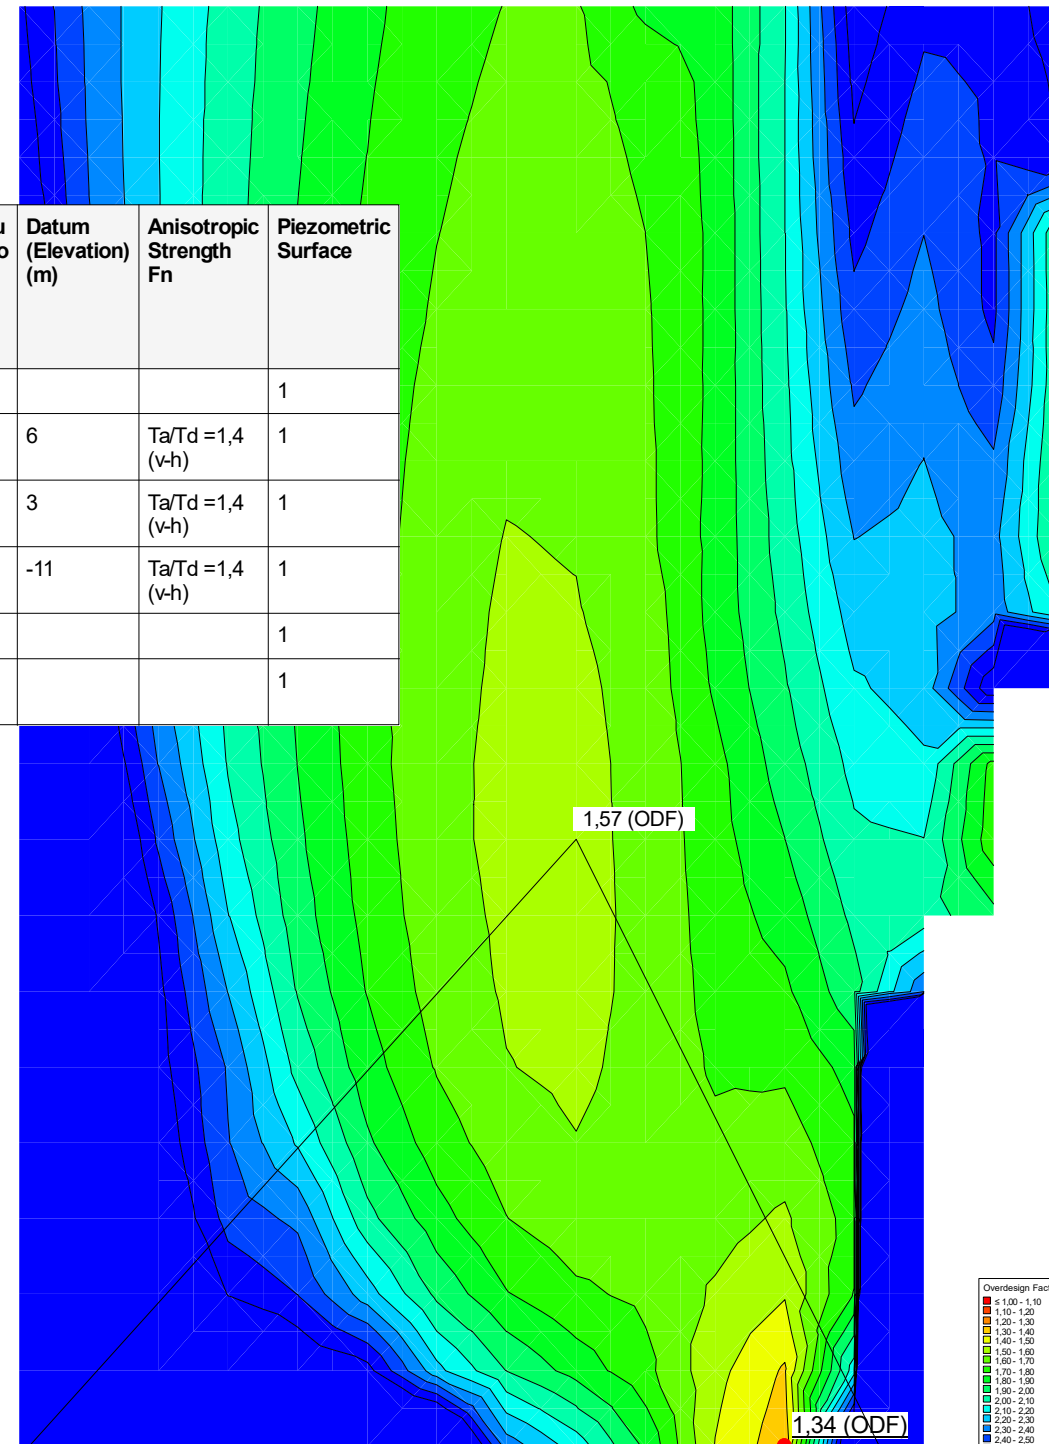 u
o
Datum
(Elevation)
(m)
Anisotropic
Strength
Fn
Piezometric
Surface
1
6
Ta/Td =1,4
(v-h)
1
3
Ta/Td =1,4
(v-h)
1
-11
Ta/Td =1,4
(v-h)
1
1
1
1,57 (ODF)
1,34 (ODF)
Overdesign Fact
≤ 1,00 - 1,10
1,10 - 1,20
1,20 - 1,30
1,30 - 1,40
1,40 - 1,50
1,50 - 1,60
1,60 - 1,70
1,70 - 1,80
1,80 - 1,90
1,90 - 2,00
2,00 - 2,10
2,10 - 2,20
2,20 - 2,30
2,30 - 2,40
2,40 - 2,50